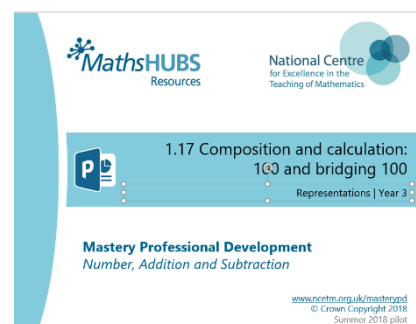 MathsHUBS
Resources
National Centre
for Excellence in the
Teaching of Mathematics
1.17 Composition and calculation:
100 and bridging 100
Representations | Year 3
P
Mastery Professional Development
Number, Addition and Subtraction
www.ncetm.org.uk/masterypd
© Crown Copyright 2018
Summer 2018 pilot